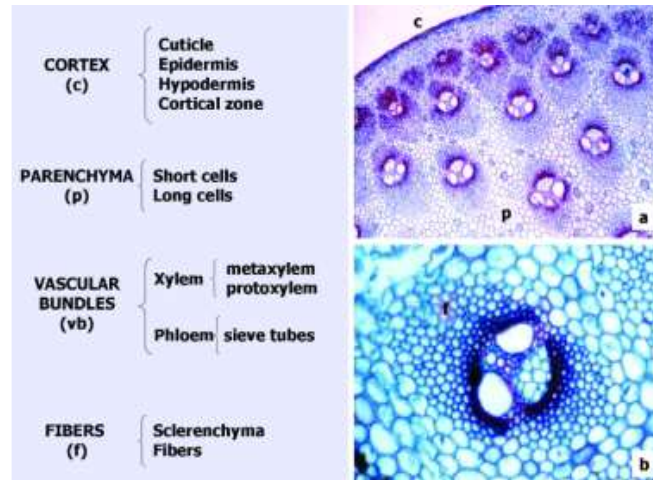 CORTEX
(c)
Cuticle
Epidermis
Hypodermis
Cortical zone
PARENCHYMA
(p)
Short cells
Long cells
VASCULAR
BUNDLES
(vb)
Xylem
metaxylem
protoxylem
Phloem
sieve tubes
FIBERS
(f)
Sclerenchyma
Fibers
c
p
a
f
b